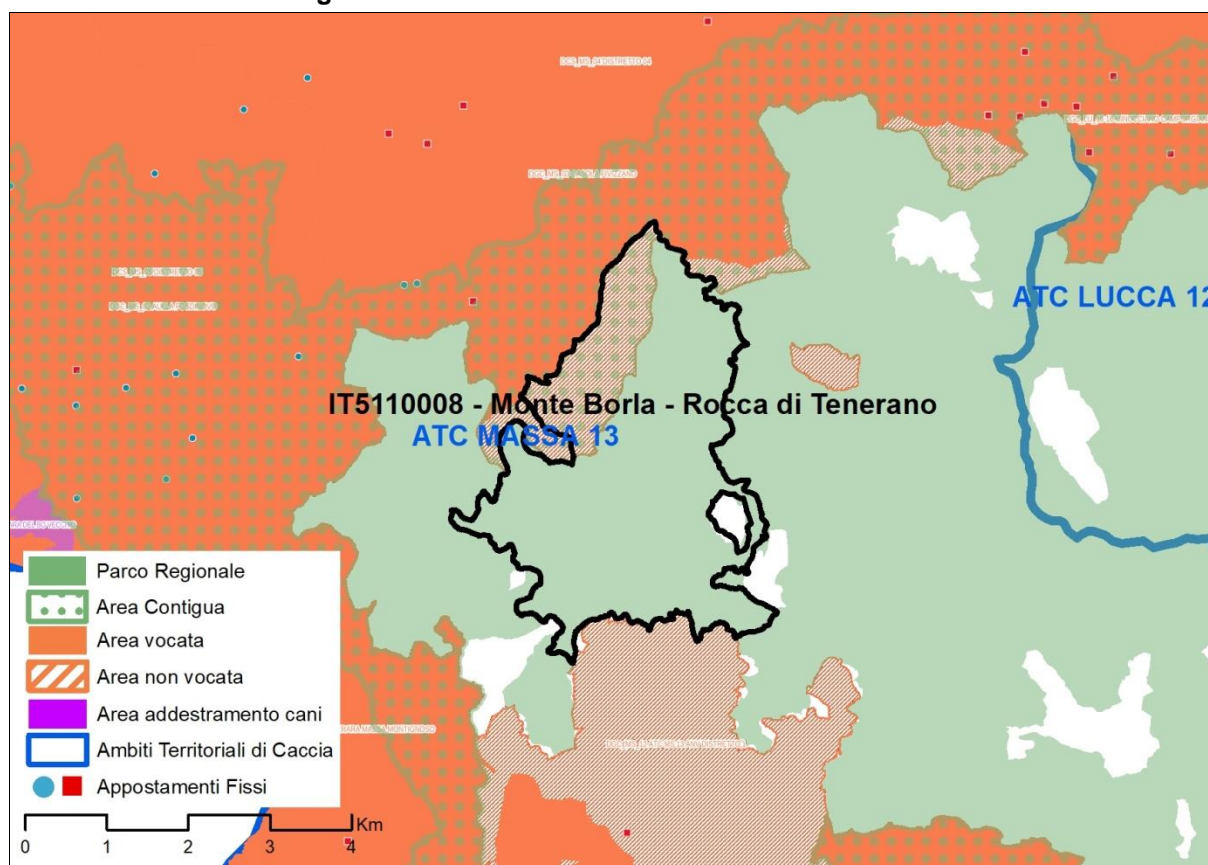 IT5110008 - Monte Borla - Rocca di Tenerano
ATC MASSA 13
ATC LUCCA 12
Parco Regionale
Area Contigua
Area vocata
Area non vocata
Area addestramento cani
Ambiti Territoriali di Caccia
Appostamenti Fissi
Km
0 1 2 3 4